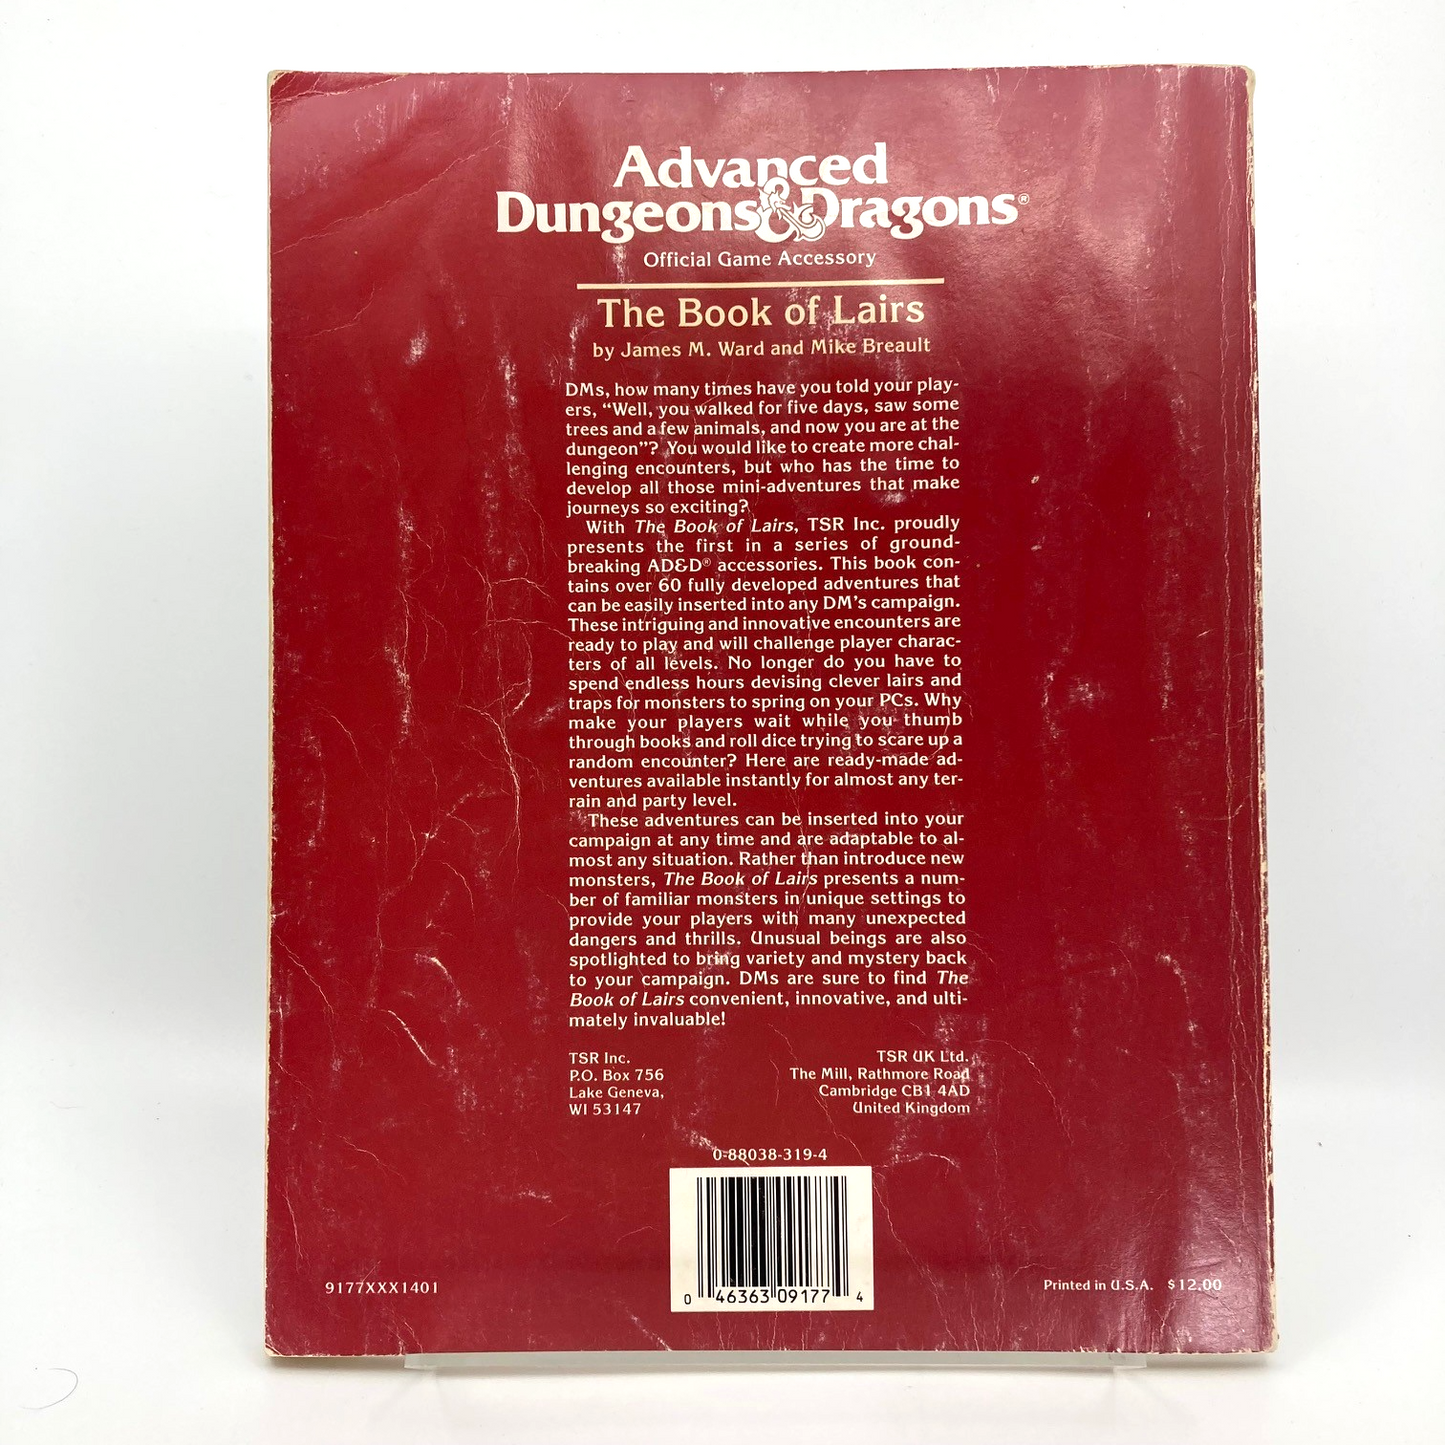 Advanced
Dungeons & Dragons®
Official Game Accessory
The Book of Lairs
by James M. Ward and Mike Breault
DMs, how many times have you told your play-
ers, “Well, you walked for five days, saw some
trees and a few animals, and now you are at the
dungeon”? You would like to create more chal-
lenging encounters, but who has the time to
develop all those mini-adventures that make
journeys so exciting?
With The Book of Lairs, TSR Inc. proudly
presents the first in a series of ground-
breaking AD&D® accessories. This book con-
tains over 60 fully developed adventures that
can be easily inserted into any DM’s campaign.
These intriguing and innovative encounters are
ready to play and will challenge player charac-
ters of all levels. No longer do you have to
spend endless hours devising clever lairs and
traps for monsters to spring on your PCs. Why
make your players wait while you thumb
through books and roll dice trying to scare up a
random encounter? Here are ready-made ad-
ventures available instantly for almost any ter-
rain and party level.
These adventures can be inserted into your
campaign at any time and are adaptable to al-
most any situation. Rather than introduce new
monsters, The Book of Lairs presents a num-
ber of familiar monsters in unique settings to
provide your players with many unexpected
dangers and thrills. Unusual beings are also
spotlighted to bring variety and mystery back
to your campaign. DMs are sure to find The
Book of Lairs convenient, innovative, and ulti-
mately invaluable!
TSR Inc.
P.O. Box 756
Lake Geneva,
WI 53147
TSR UK Ltd.
The Mill, Rathmore Road
Cambridge CB1 4AD
United Kingdom
0-88038-319-4
0 46363 09177 4
9177XXX1401
Printed in U.S.A. $12.00